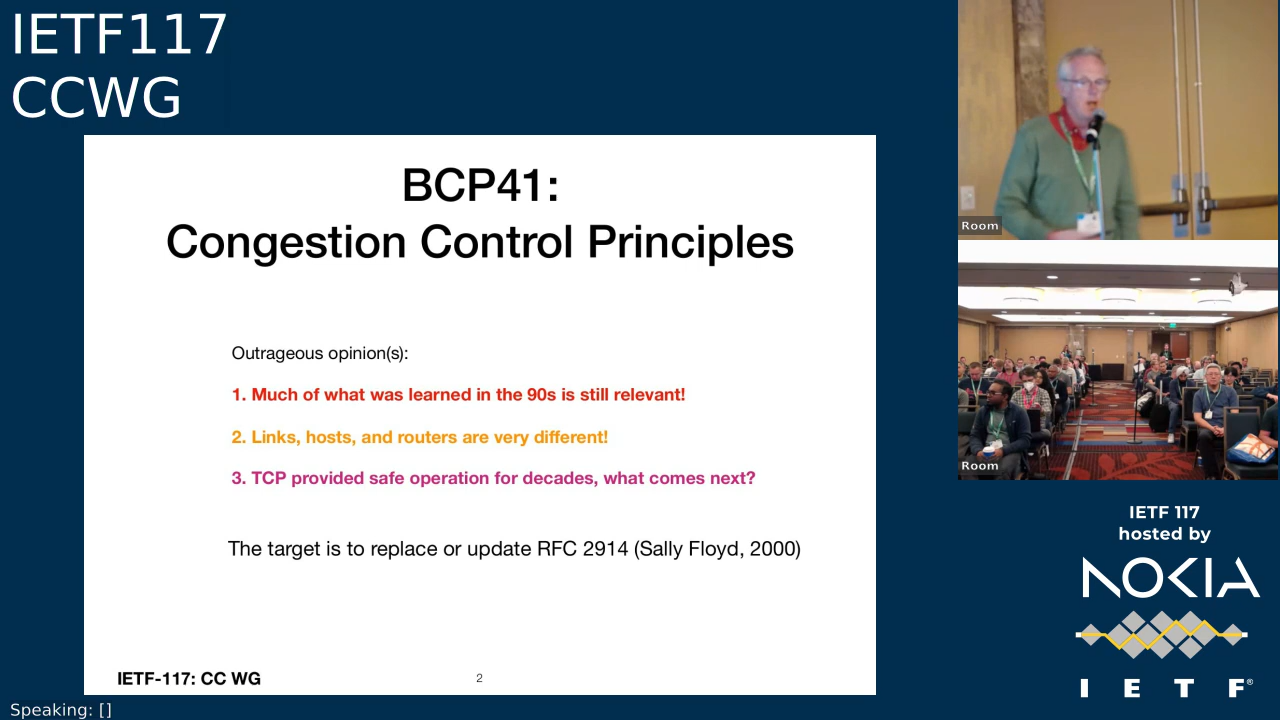 IETF117
CCWG
BCP41:
Congestion Control Principles
Outrageous opinion(s):
1. Much of what was learned in the 90s is still relevant!
2. Links, hosts, and routers are very different!
3. TCP provided safe operation for decades, what comes next?
The target is to replace or update RFC 2914 (Sally Floyd, 2000)
IETF-117: CC WG
2
Speaking: []
Room
Room
IETF 117
hosted by
NOKIA
I E T F®